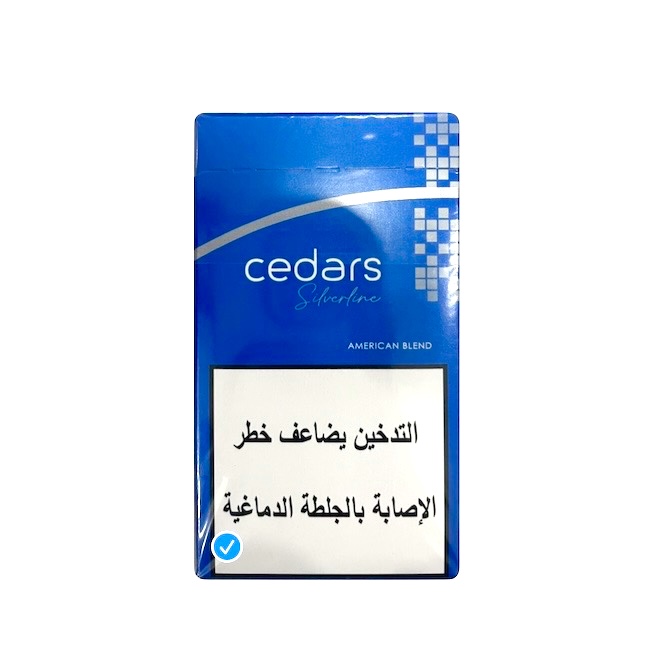 cedars
Silverline
AMERICAN BLEND
التدخين يضاعف خطر
الإصابة بالجلطة الدماغية